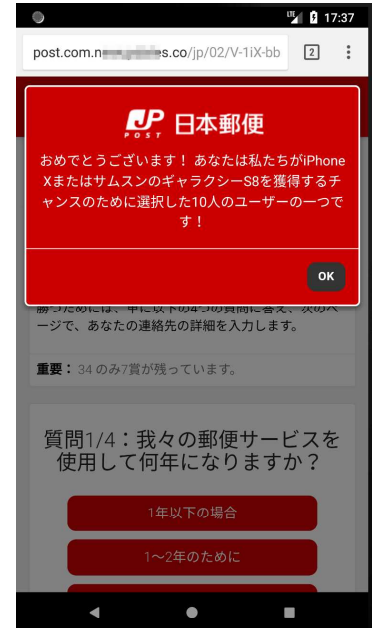 LTE 17:37
post.com.n s.co/jp/02/V-1iX-bb 2
JP 日本郵便
POST
おめでとうございます！ あなたは私たちがiPhone
XまたはサムスンのギャラクシーS8を獲得するチ
ャンスのために選択した10人のユーザーの一つで
す！
OK
勝つためには、単に以下の4つの質問に答え、次のペ
ージで、あなたの連絡先の詳細を入力します。
重要： 34 のみ7賞が残っています。
質問1/4：我々の郵便サービスを
使用して何年になりますか？
1年以下の場合
1〜2年のために